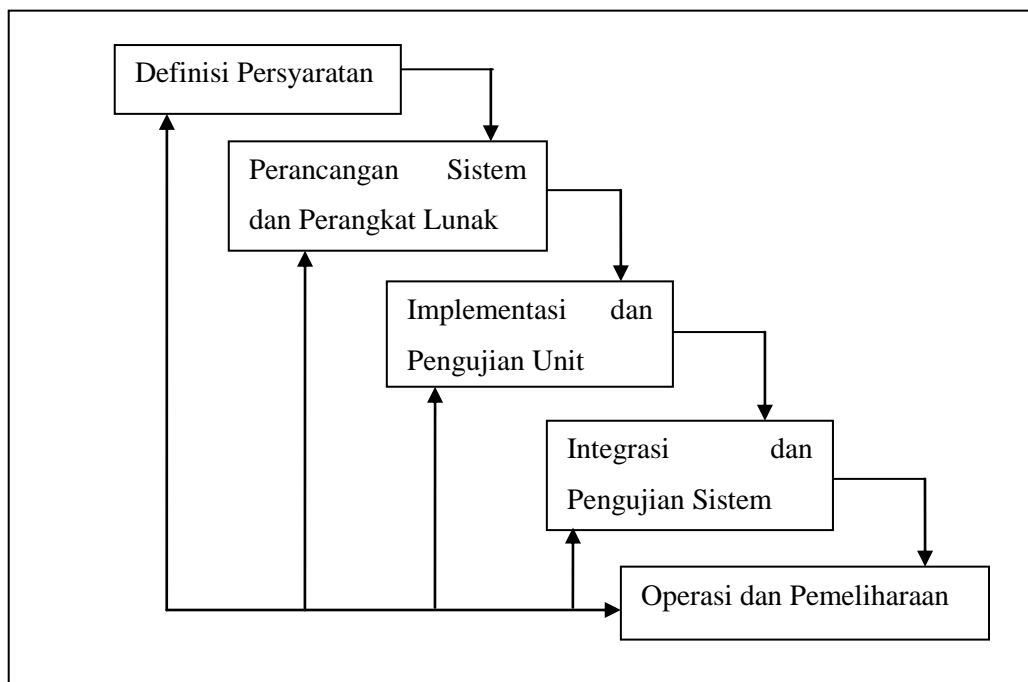 Definisi Persyaratan
Perancangan Sistem
dan Perangkat Lunak
Implementasi dan
Pengujian Unit
Integrasi dan
Pengujian Sistem
Operasi dan Pemeliharaan